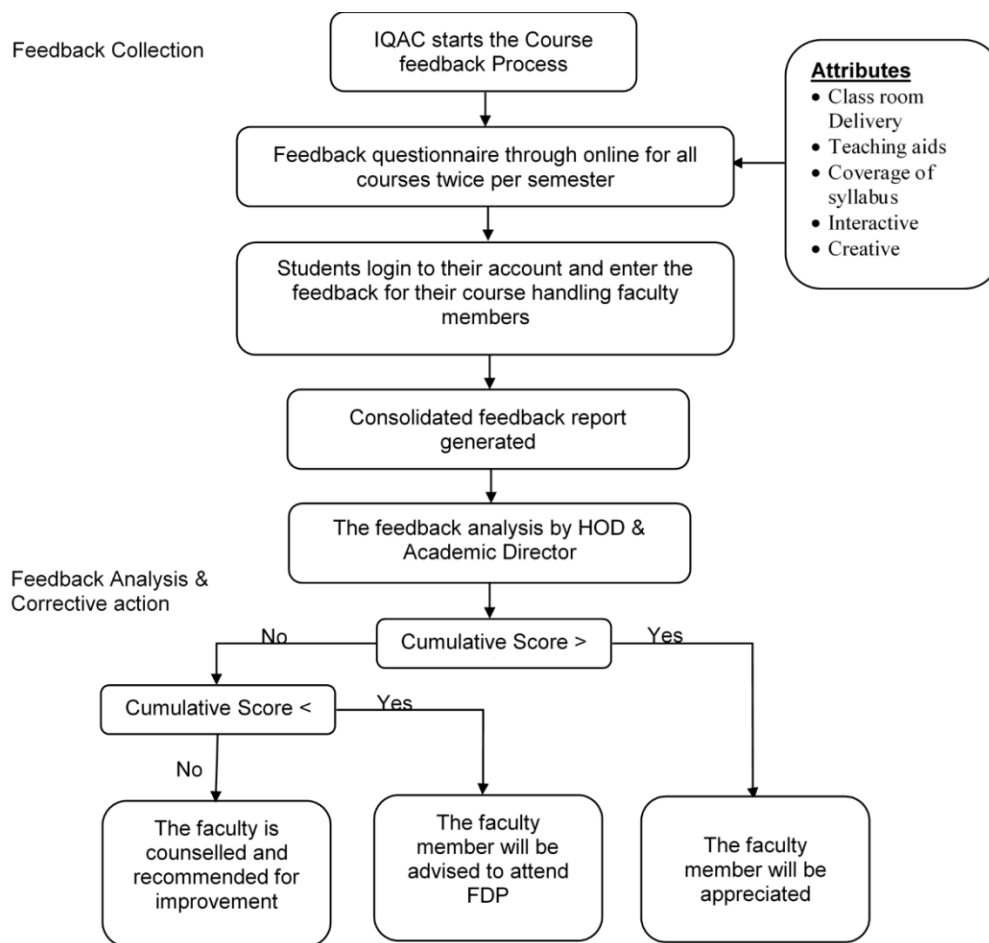 Feedback Collection
IQAC starts the Course
feedback Process
Attributes
• Class room
Delivery
• Teaching aids
• Coverage of
syllabus
• Interactive
• Creative
Feedback questionnaire through online for all
courses twice per semester
Students login to their account and enter the
feedback for their course handling faculty
members
Consolidated feedback report
generated
The feedback analysis by HOD &
Academic Director
Feedback Analysis &
Corrective action
No
Cumulative Score >
Yes
Cumulative Score <
Yes
No
The faculty is
counselled and
recommended for
improvement
The faculty
member will be
advised to attend
FDP
The faculty
member will be
appreciated